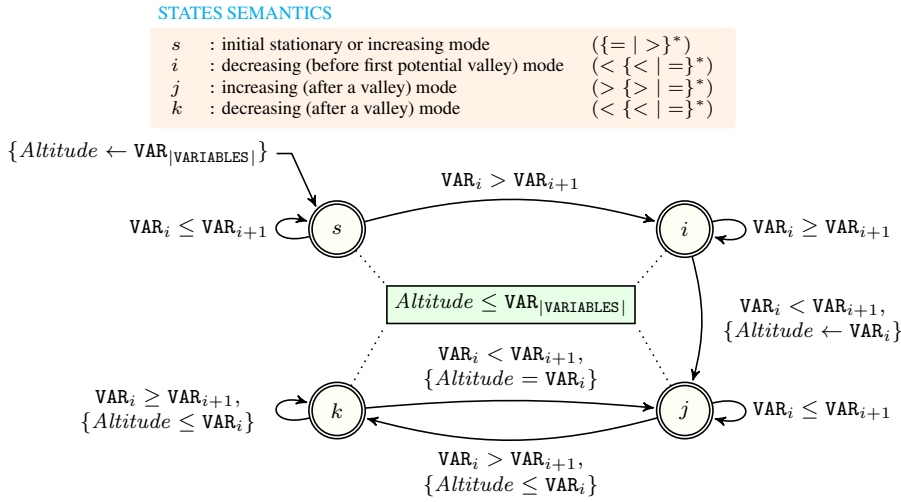 STATES SEMANTICS
s : initial stationary or increasing mode ({= | >}*)
i : decreasing (before first potential valley) mode (< {< | =}*)
j : increasing (after a valley) mode (> {> | =}*)
k : decreasing (after a valley) mode (< {< | =}*)
{Altitude ← VAR|VARIABLES|}
VARi > VARi+1
VARi ≤ VARi+1
s
i
VARi ≥ VARi+1
Altitude ≤ VAR|VARIABLES|
VARi < VARi+1,
{Altitude ← VARi}
VARi < VARi+1,
{Altitude = VARi}
VARi ≥ VARi+1,
{Altitude ≤ VARi}
k
j
VARi ≤ VARi+1
VARi > VARi+1,
{Altitude ≤ VARi}